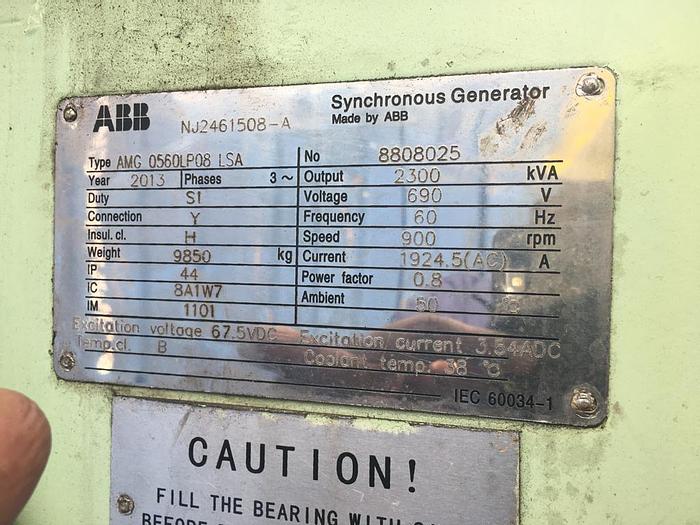 ABB NJ2461508-A Synchronous Generator
Made by ABB
Type AMG 0560LP08 LSA No 8808025
Year 2013 Phases 3~ Output 2300 kVA
Duty S1 Voltage 690 V
Connection Y Frequency 60 Hz
Insul. cl. H Speed 900 rpm
Weight 9850 kg Current 1924.5(AC) A
IP 44 Power factor 0.8
IC 8A1W7 Ambient 50 °C
IM 1101
Excitation voltage 67.5VDC Excitation current 3.54ADC
Temp.cl. B Coolant temp. 38 °C
IEC 60034-1
CAUTION!
FILL THE BEARING WITH
BEFORE